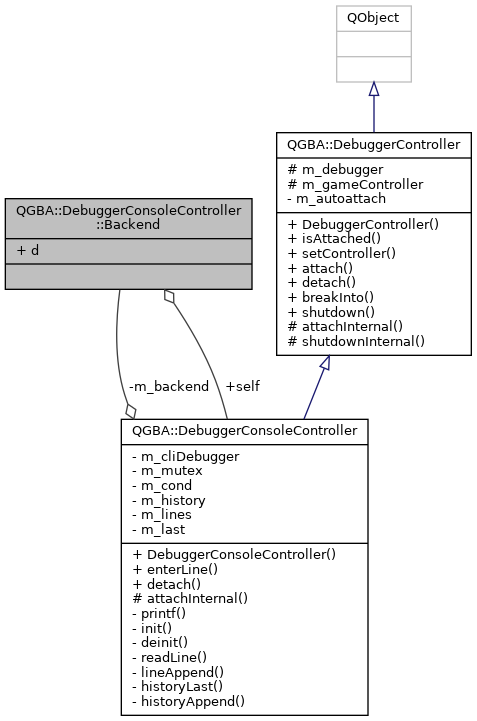 QObject
QGBA::DebuggerController
# m_debugger
# m_gameController
- m_autoattach
+ DebuggerController()
+ isAttached()
+ setController()
+ attach()
+ detach()
+ breakInto()
+ shutdown()
# attachInternal()
# shutdownInternal()
QGBA::DebuggerConsoleController
::Backend
+ d
-m_backend
+self
QGBA::DebuggerConsoleController
- m_cliDebugger
- m_mutex
- m_cond
- m_history
- m_lines
- m_last
+ DebuggerConsoleController()
+ enterLine()
+ detach()
# attachInternal()
- printf()
- init()
- deinit()
- readLine()
- lineAppend()
- historyLast()
- historyAppend()